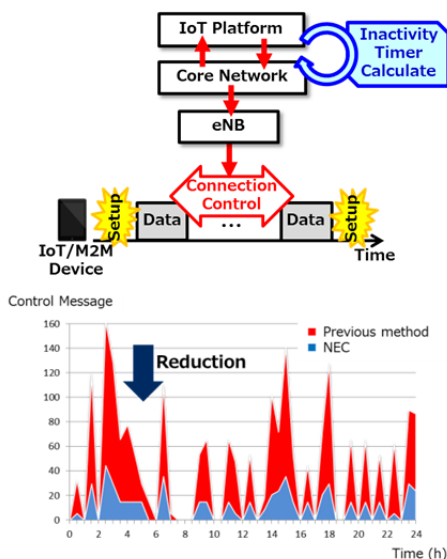 IoT Platform
Core Network
eNB
Inactivity
Timer
Calculate
Connection
Control
Setup
Data
...
Data
Setup
IoT/M2M
Device
Time
Control Message
160
140
120
100
80
60
40
20
0
Previous method
NEC
Reduction
0 2 4 6 8 10 12 14 16 18 20 22 24
Time (h)